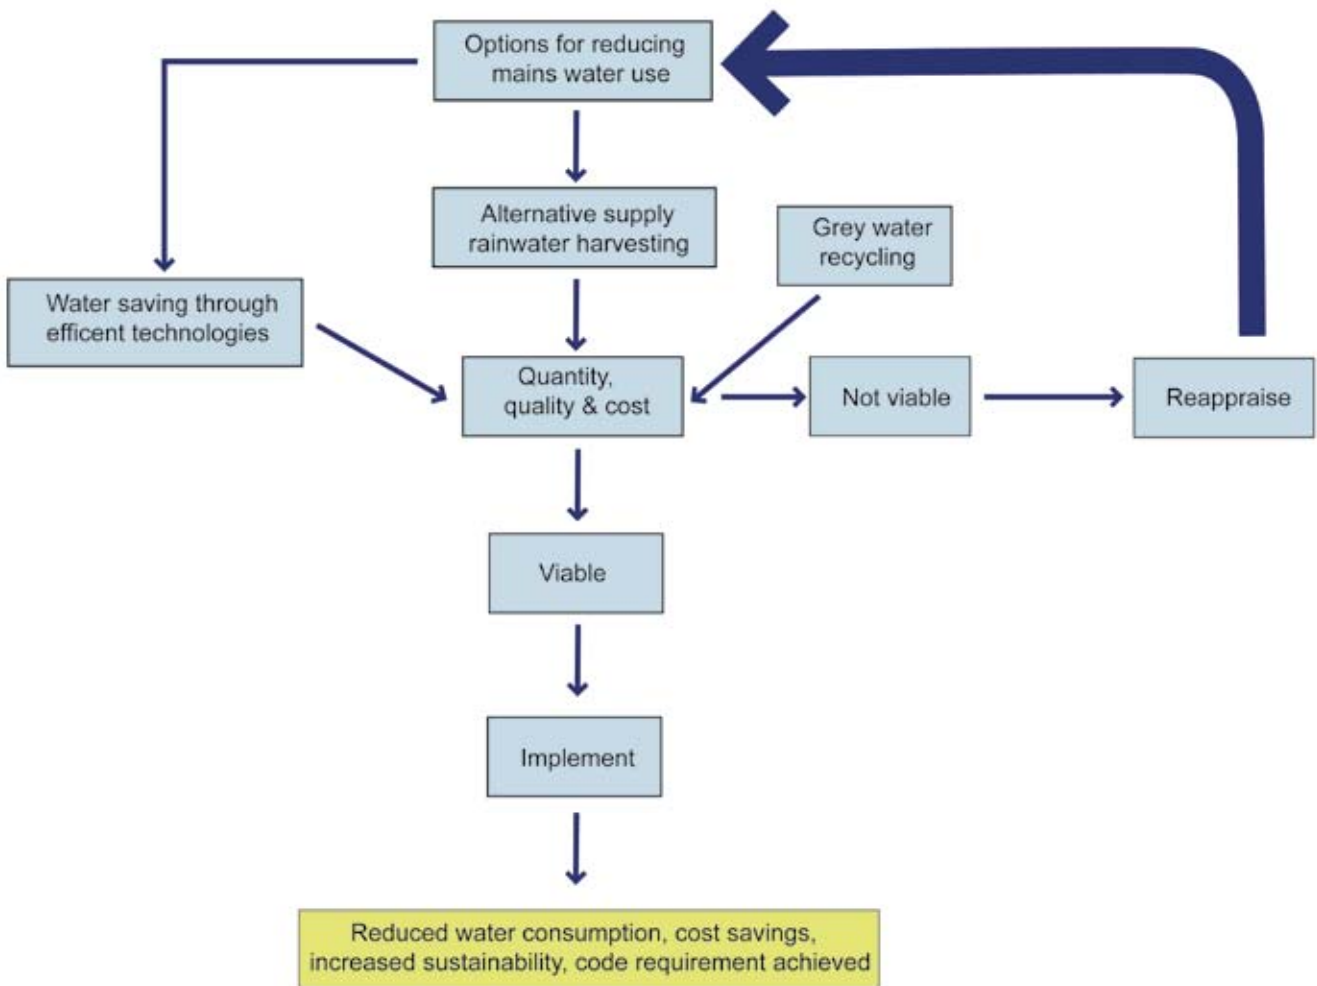 Options for reducing
mains water use
Alternative supply
rainwater harvesting
Grey water
recycling
Water saving through
efficent technologies
Quantity,
quality & cost
Not viable
Reappraise
Viable
Implement
Reduced water consumption, cost savings,
increased sustainability, code requirement achieved